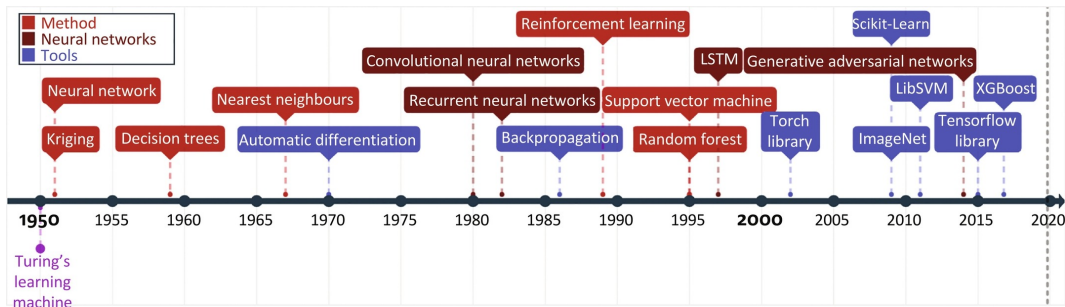 Method
Neural networks
Tools
Reinforcement learning
Scikit-Learn
Convolutional neural networks
LSTM
Generative adversarial networks
Neural network
Nearest neighbours
Recurrent neural networks
Support vector machine
LibSVM
XGBoost
Kriging
Decision trees
Automatic differentiation
Backpropagation
Random forest
Torch
library
ImageNet
Tensorflow
library
1950
1955
1960
1965
1970
1975
1980
1985
1990
1995
2000
2005
2010
2015
2020
Turing's
learning
machine